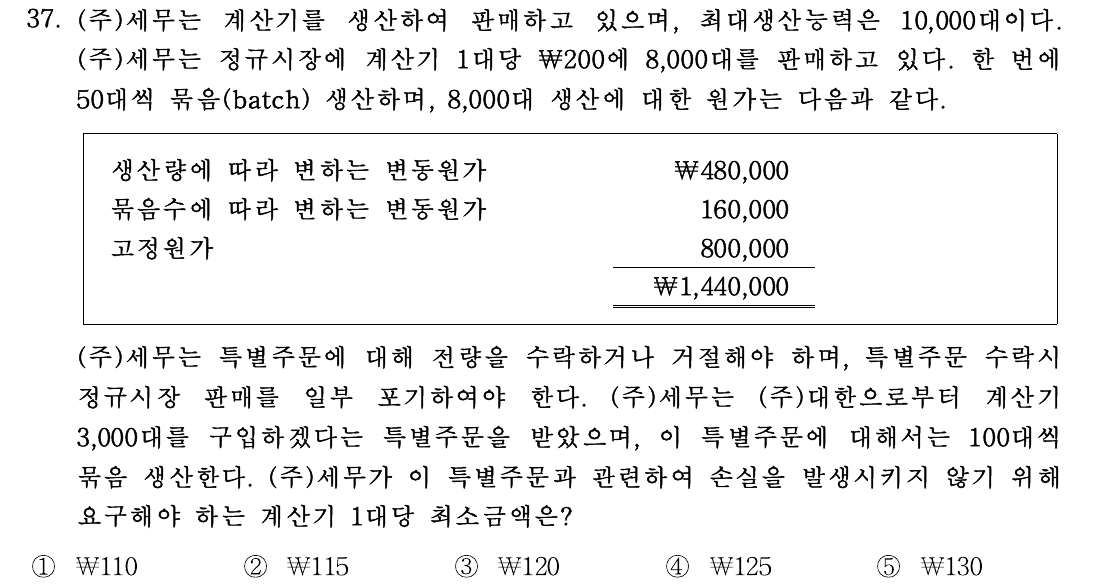 37. (주)세무는 계산기를 생산하여 판매하고 있으며, 최대생산능력은 10,000대이다.
(주)세무는 정규시장에 계산기 1대당 ₩200에 8,000대를 판매하고 있다. 한 번에
50대씩 묶음(batch) 생산하며, 8,000대 생산에 대한 원가는 다음과 같다.
생산량에 따라 변하는 변동원가 ₩480,000
묶음수에 따라 변하는 변동원가 160,000
고정원가 800,000
₩1,440,000
(주)세무는 특별주문에 대해 전량을 수락하거나 거절해야 하며, 특별주문 수락시
정규시장 판매를 일부 포기하여야 한다. (주)세무는 (주)대한으로부터 계산기
3,000대를 구입하겠다는 특별주문을 받았으며, 이 특별주문에 대해서는 100대씩
묶음 생산한다. (주)세무가 이 특별주문과 관련하여 손실을 발생시키지 않기 위해
요구해야 하는 계산기 1대당 최소금액은?
① ₩110 ② ₩115 ③ ₩120 ④ ₩125 ⑤ ₩130